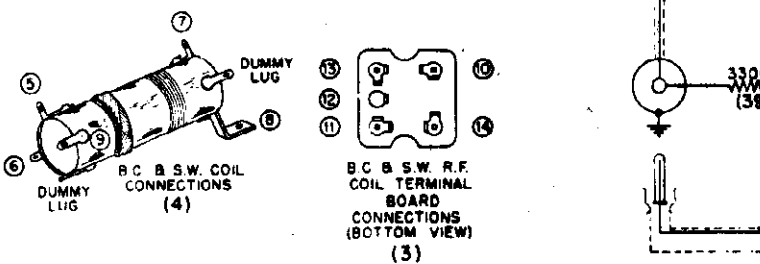 ⑦
DUMMY
LUG
⑤
⑧
⑨
⑥
DUMMY
LUG
B.C & S.W. COIL
CONNECTIONS
(4)
⑬
⑩
⑫
⑪
⑭
B.C & S.W. R.F.
COIL TERMINAL
BOARD
CONNECTIONS
(BOTTOM VIEW)
(3)
330
(39